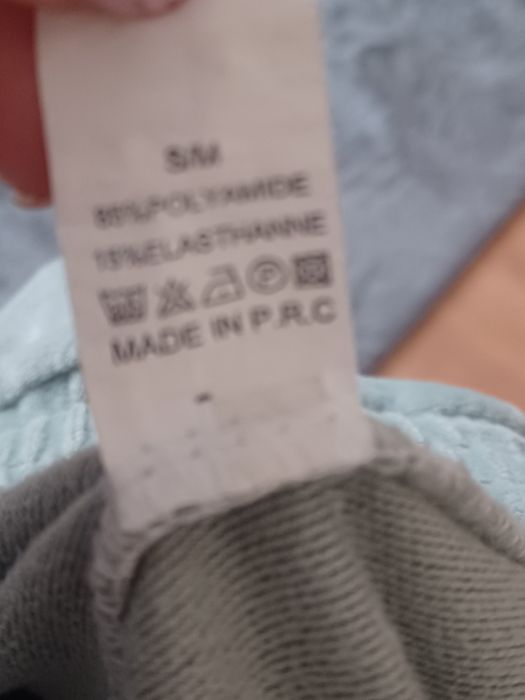 S/M
85%POLYAMIDE
15%ELASTHANNE
MADE IN P.R.C